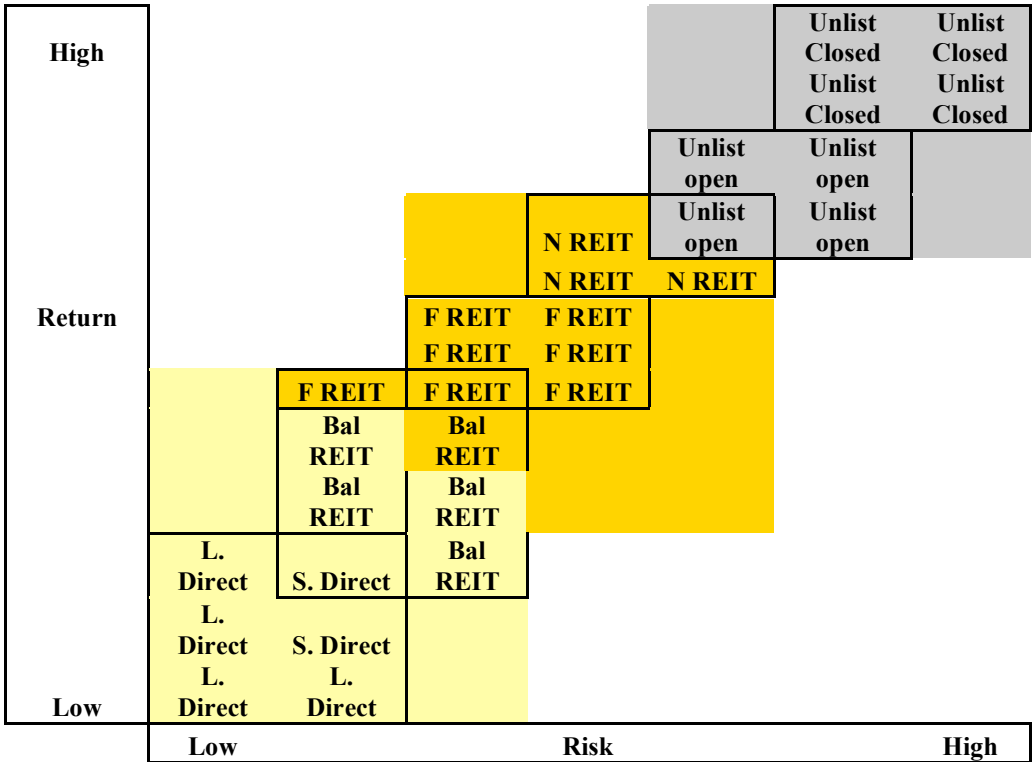 Unlist Unlist
High Closed Closed
Unlist Unlist
Closed Closed
Unlist Unlist
open open
Unlist Unlist
N REIT open open
N REIT N REIT
Return F REIT F REIT
F REIT F REIT
F REIT F REIT F REIT
Bal Bal
REIT REIT
Bal Bal
REIT REIT
L. Bal
Direct S. Direct REIT
L.
Direct S. Direct
L. L.
Low Direct Direct
Low Risk High